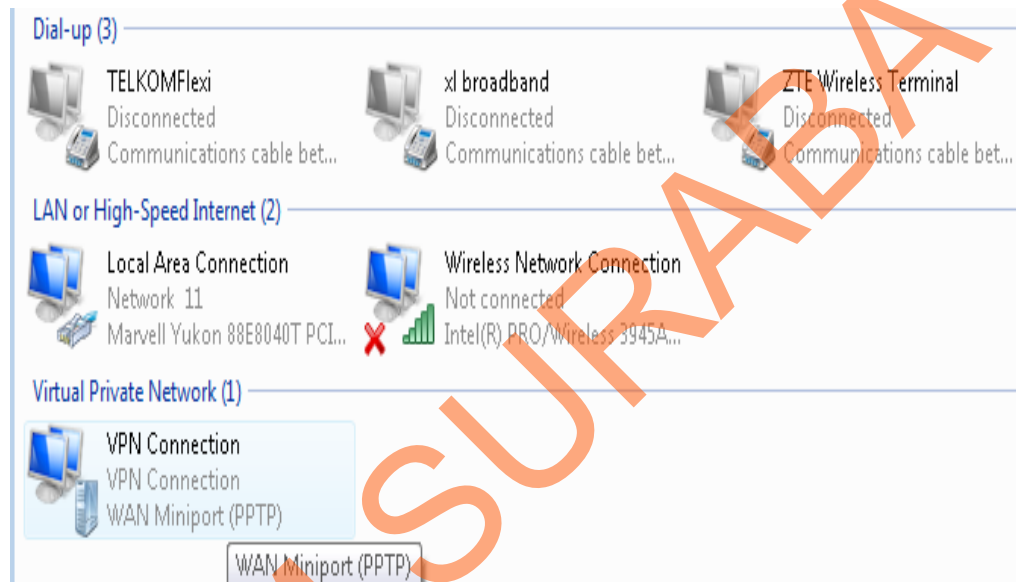 Dial-up (3)
TELKOMFlexi
Disconnected
Communications cable bet...
xl broadband
Disconnected
Communications cable bet...
ZTE Wireless Terminal
Disconnected
Communications cable bet...
LAN or High-Speed Internet (2)
Local Area Connection
Network 11
Marvell Yukon 88E8040T PCI...
Wireless Network Connection
Not connected
Intel(R) PRO/Wireless 3945A...
Virtual Private Network (1)
VPN Connection
VPN Connection
WAN Miniport (PPTP)
WAN Miniport (PPTP)
SURABA